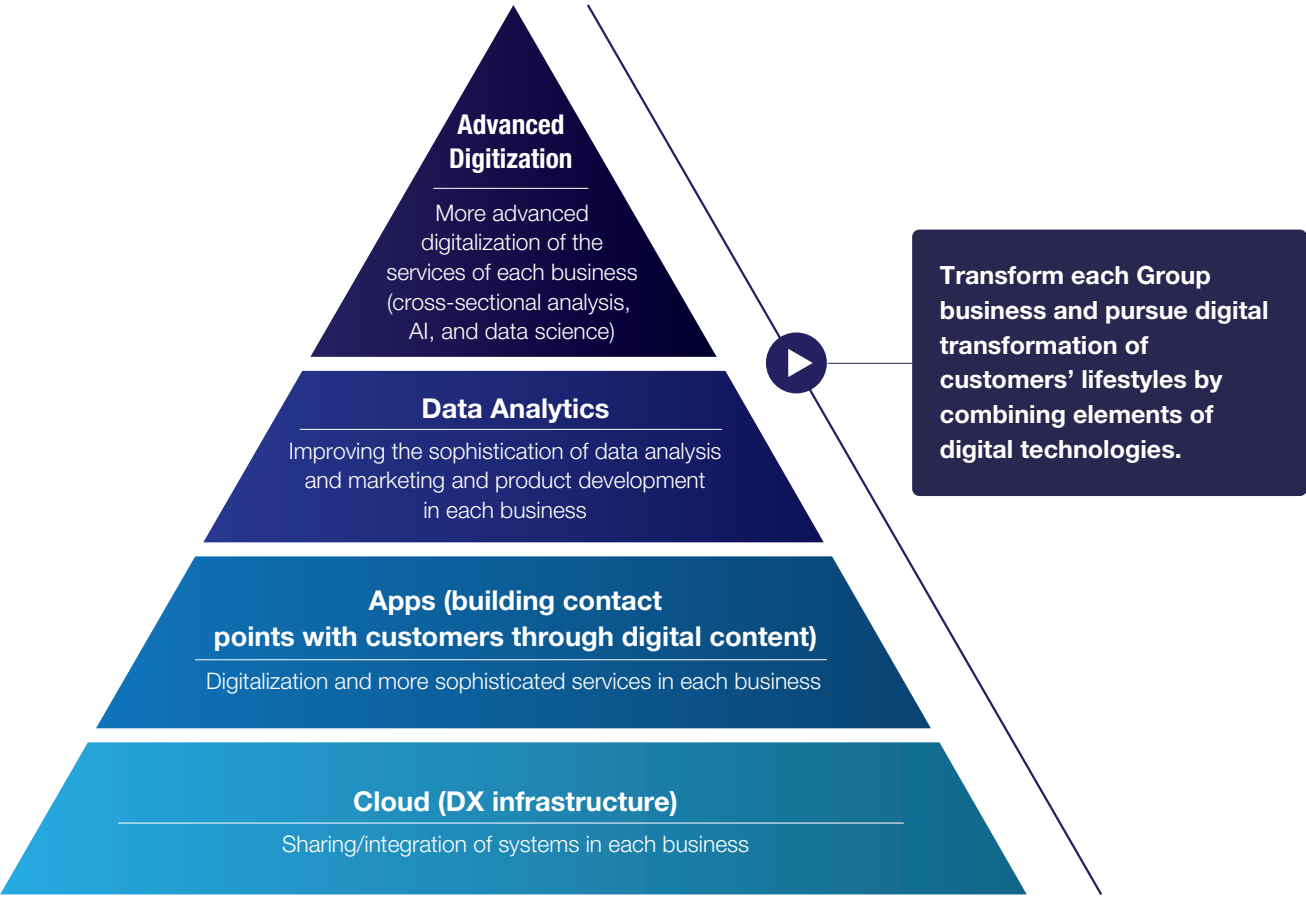 Advanced
Digitization
More advanced
digitalization of the
services of each business
(cross-sectional analysis,
AI, and data science)
Data Analytics
Improving the sophistication of data analysis
and marketing and product development
in each business
Apps (building contact
points with customers through digital content)
Digitalization and more sophisticated services in each business
Cloud (DX infrastructure)
Sharing/integration of systems in each business
Transform each Group
business and pursue digital
transformation of
customers’ lifestyles by
combining elements of
digital technologies.